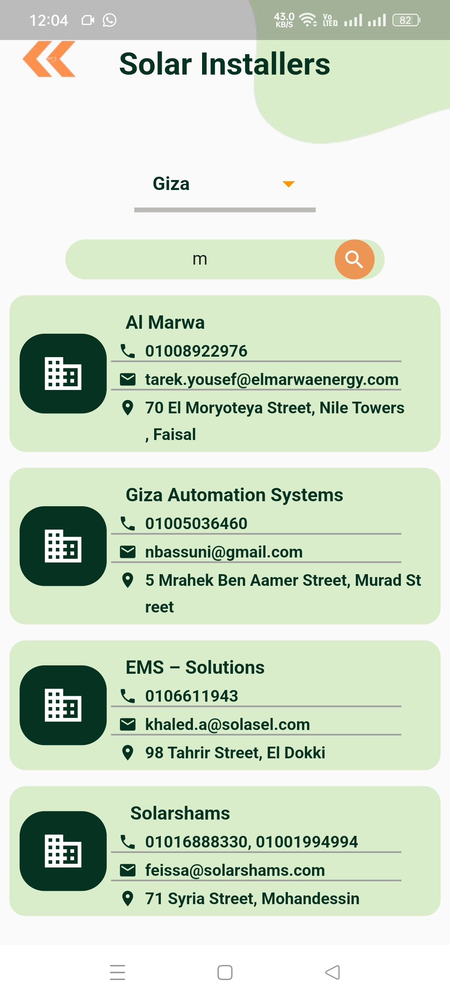 12:04
43.0
KB/S
Vo
LTED
82
Solar Installers
Giza
m
Al Marwa
01008922976
tarek.yousef@elmarwaenergy.com
70 El Moryoteya Street, Nile Towers
, Faisal
Giza Automation Systems
01005036460
nbassuni@gmail.com
5 Mrahek Ben Aamer Street, Murad St
reet
EMS – Solutions
0106611943
khaled.a@solasel.com
98 Tahrir Street, El Dokki
Solarshams
01016888330, 01001994994
feissa@solarshams.com
71 Syria Street, Mohandessin